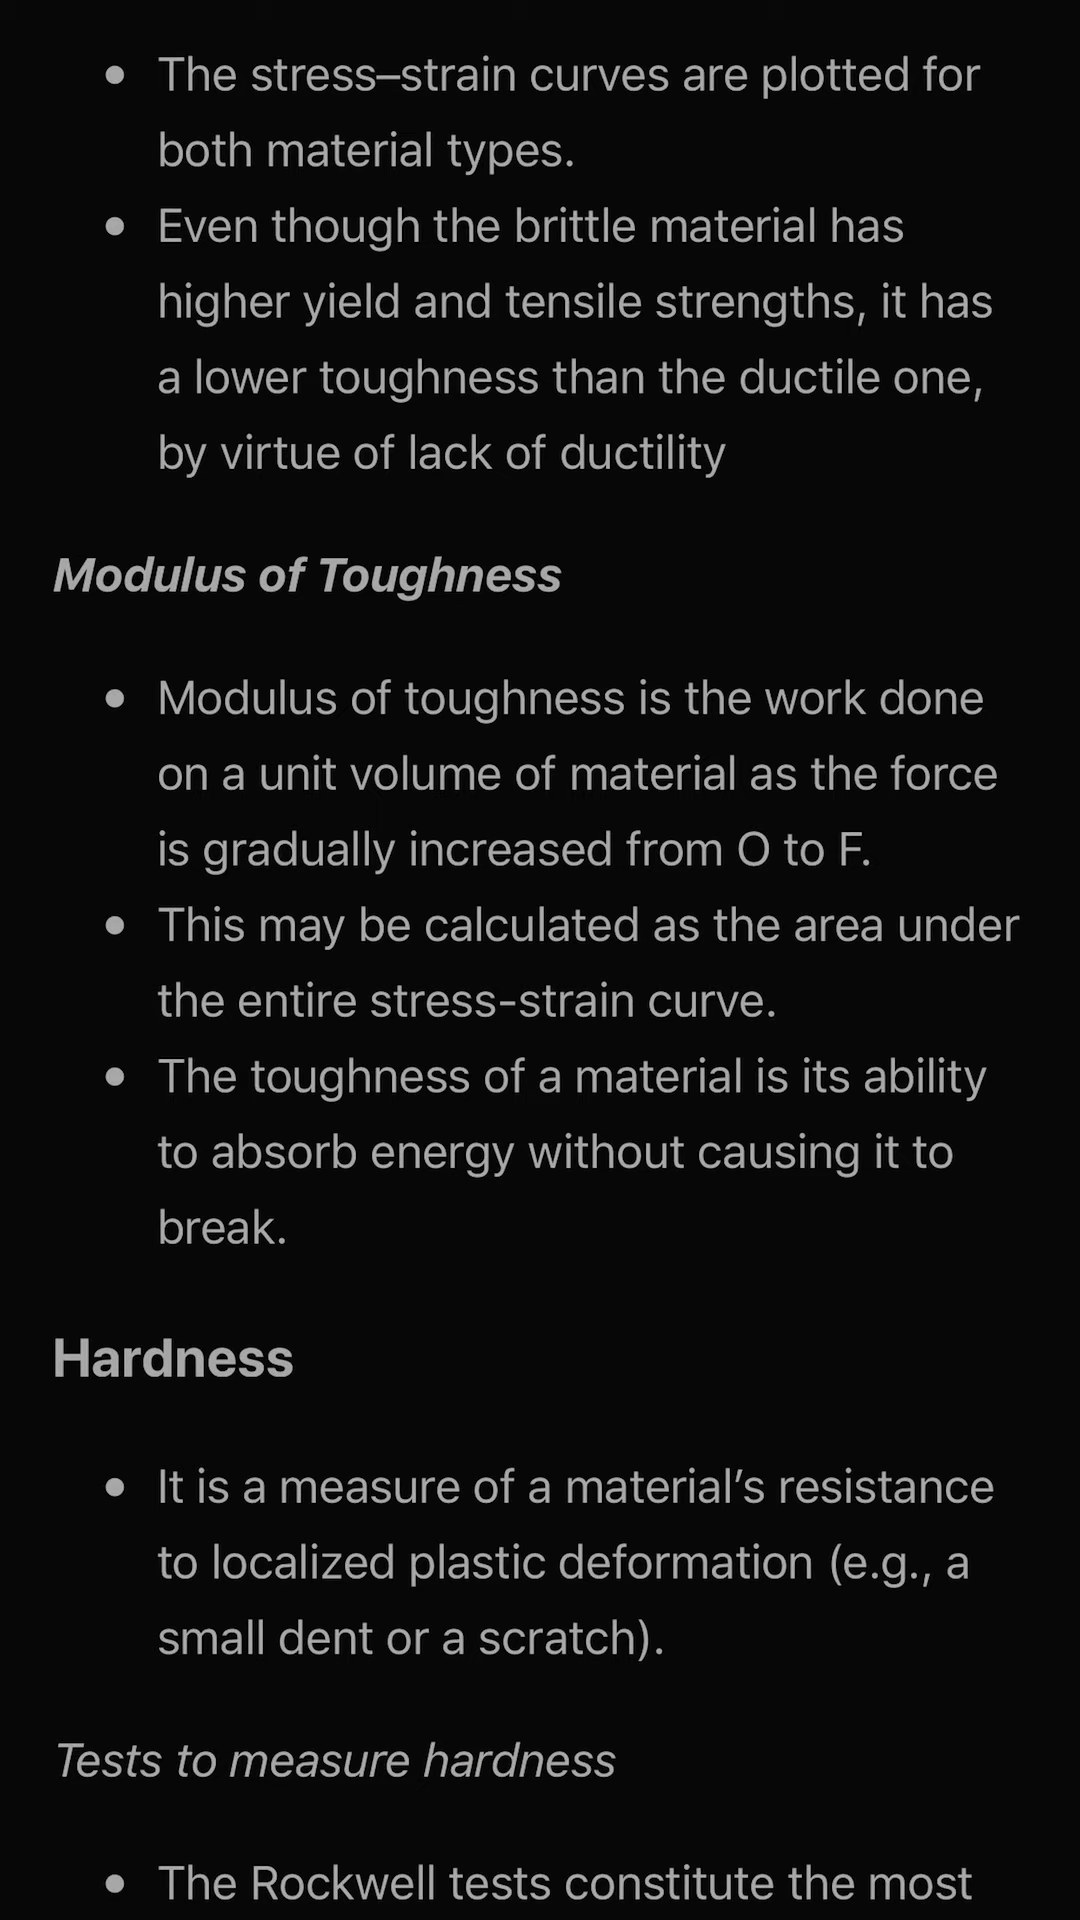 • The stress–strain curves are plotted for
both material types.
• Even though the brittle material has
higher yield and tensile strengths, it has
a lower toughness than the ductile one,
by virtue of lack of ductility
Modulus of Toughness
• Modulus of toughness is the work done
on a unit volume of material as the force
is gradually increased from O to F.
• This may be calculated as the area under
the entire stress-strain curve.
• The toughness of a material is its ability
to absorb energy without causing it to
break.
Hardness
• It is a measure of a material’s resistance
to localized plastic deformation (e.g., a
small dent or a scratch).
Tests to measure hardness
• The Rockwell tests constitute the most